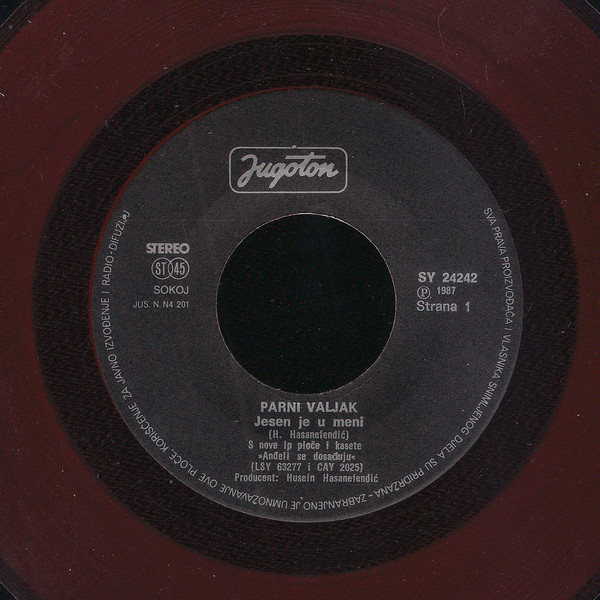 Jugoton
STEREO
ST 45
SOKOJ
JUS. N. N4 201
SY 24242
Ⓟ 1987
Strana 1
PARNI VALJAK
Jesen je u meni
(H. Hasanefendić)
S nove lp ploče i kasete
»Anđeli se dosađuju«
(LSY 63277 i CAY 2025)
Producent: Husein Hasanefendić
SVA PRAVA PROIZVOĐAČA I VLASNIKA SNIMLJENOG DJELA SU PRIDRŽANA - ZABRANJENO JE UMNOŽAVANJE OVE PLOČE, KORIŠĆENJE ZA JAVNO IZVOĐENJE I RADIO-DIFUZIJU